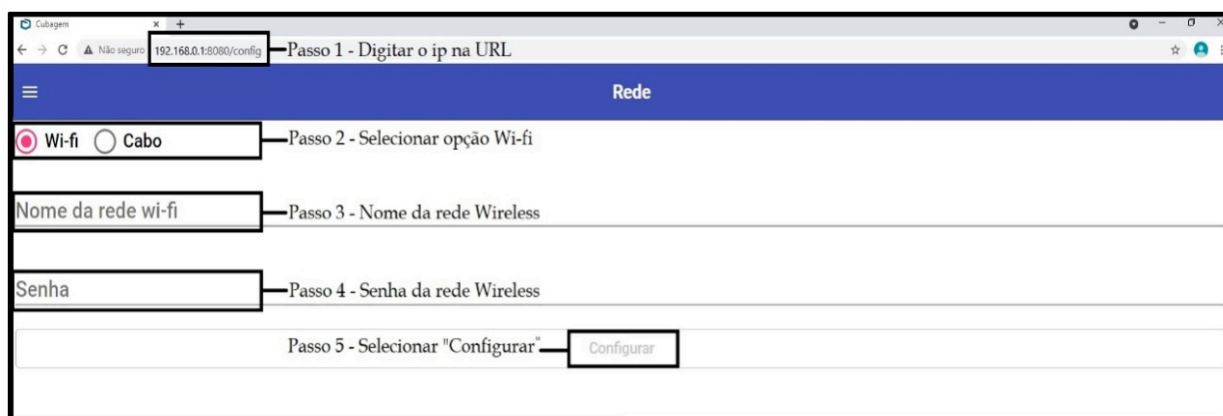 Cubagem
Não seguro 192.168.0.1:8080/config Passo 1 - Digitar o ip na URL
Rede
Wi-fi Cabo Passo 2 - Selecionar opção Wi-fi
Nome da rede wi-fi Passo 3 - Nome da rede Wireless
Senha Passo 4 - Senha da rede Wireless
Passo 5 - Selecionar "Configurar" Configurar